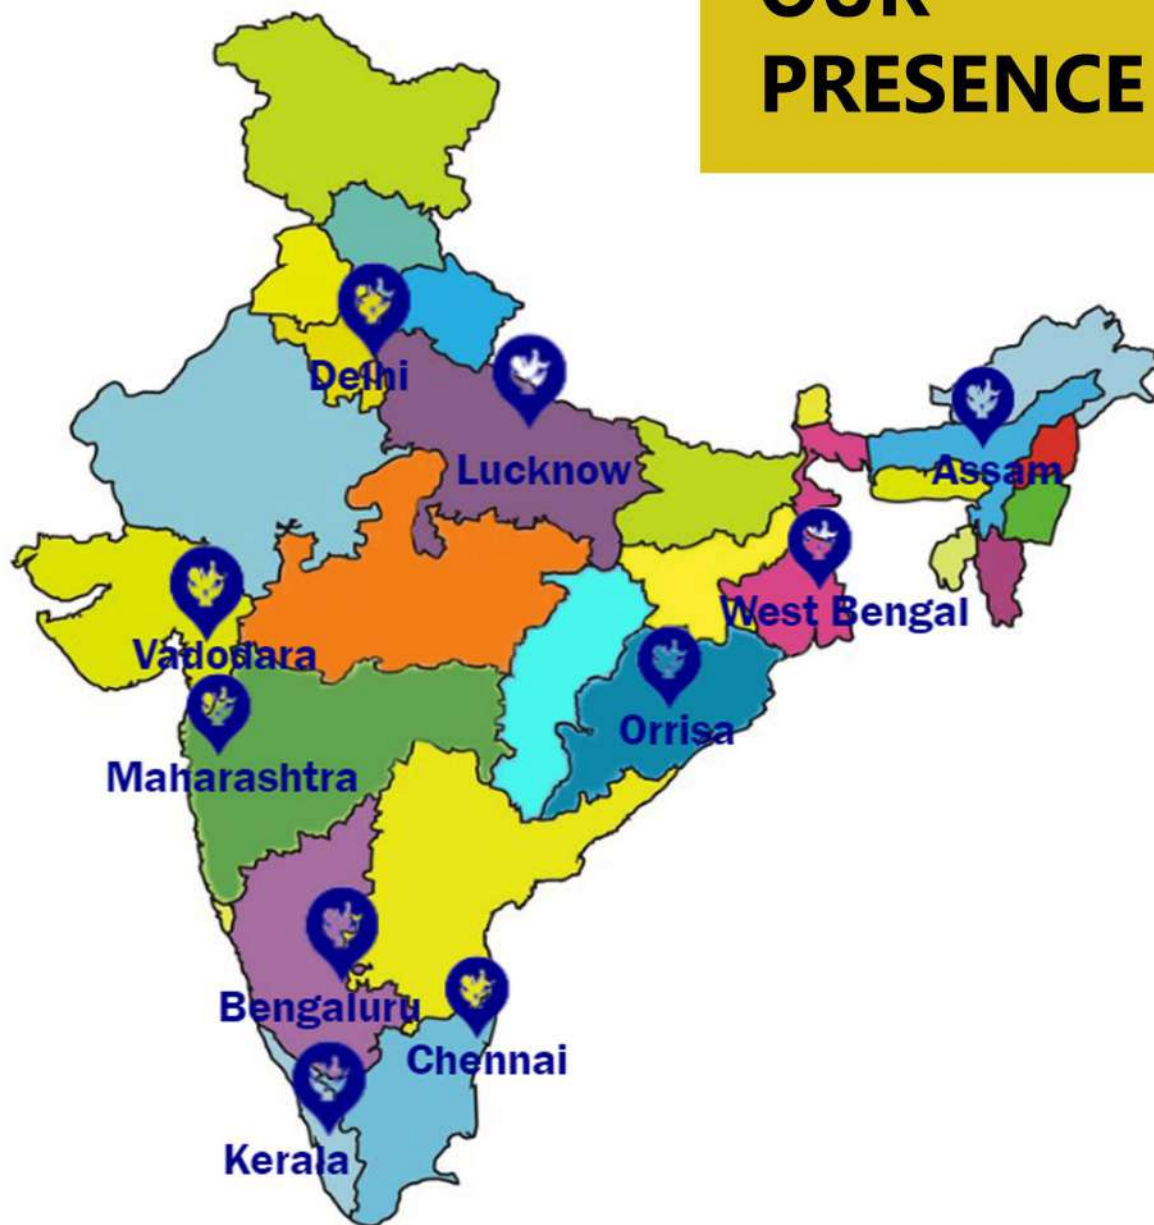 OUR
PRESENCE
Delhi
Lucknow
Assam
West Bengal
Vadodara
Orrisa
Maharashtra
Bengaluru
Chennai
Kerala